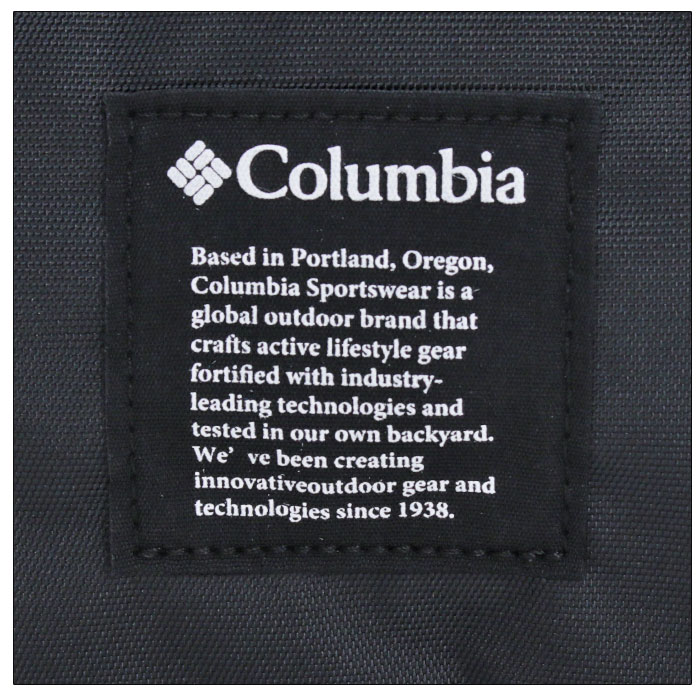 Columbia
Based in Portland, Oregon,
Columbia Sportswear is a
global outdoor brand that
crafts active lifestyle gear
fortified with industry-
leading technologies and
tested in our own backyard.
We’ ve been creating
innovativeoutdoor gear and
technologies since 1938.